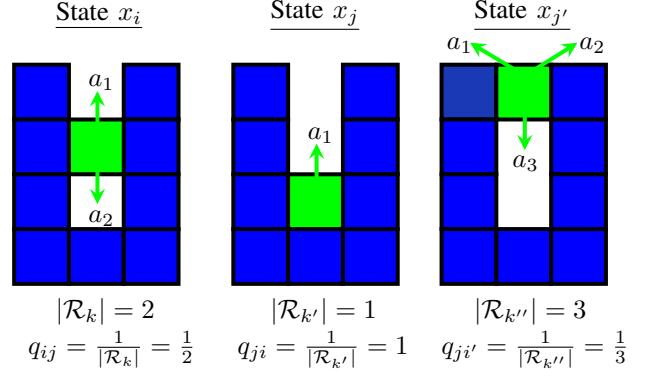 State $x_i$ State $x_j$ State $x_{j'}$
$a_1$ $a_2$
$a_1$
$a_1$
$a_3$
$a_2$
$|\mathcal{R}_k| = 2$ $|\mathcal{R}_{k'}| = 1$ $|\mathcal{R}_{k''}| = 3$
$q_{ij} = \frac{1}{|\mathcal{R}_k|} = \frac{1}{2}$ $q_{ji} = \frac{1}{|\mathcal{R}_{k'}|} = 1$ $q_{ji'} = \frac{1}{|\mathcal{R}_{k''}|} = \frac{1}{3}$